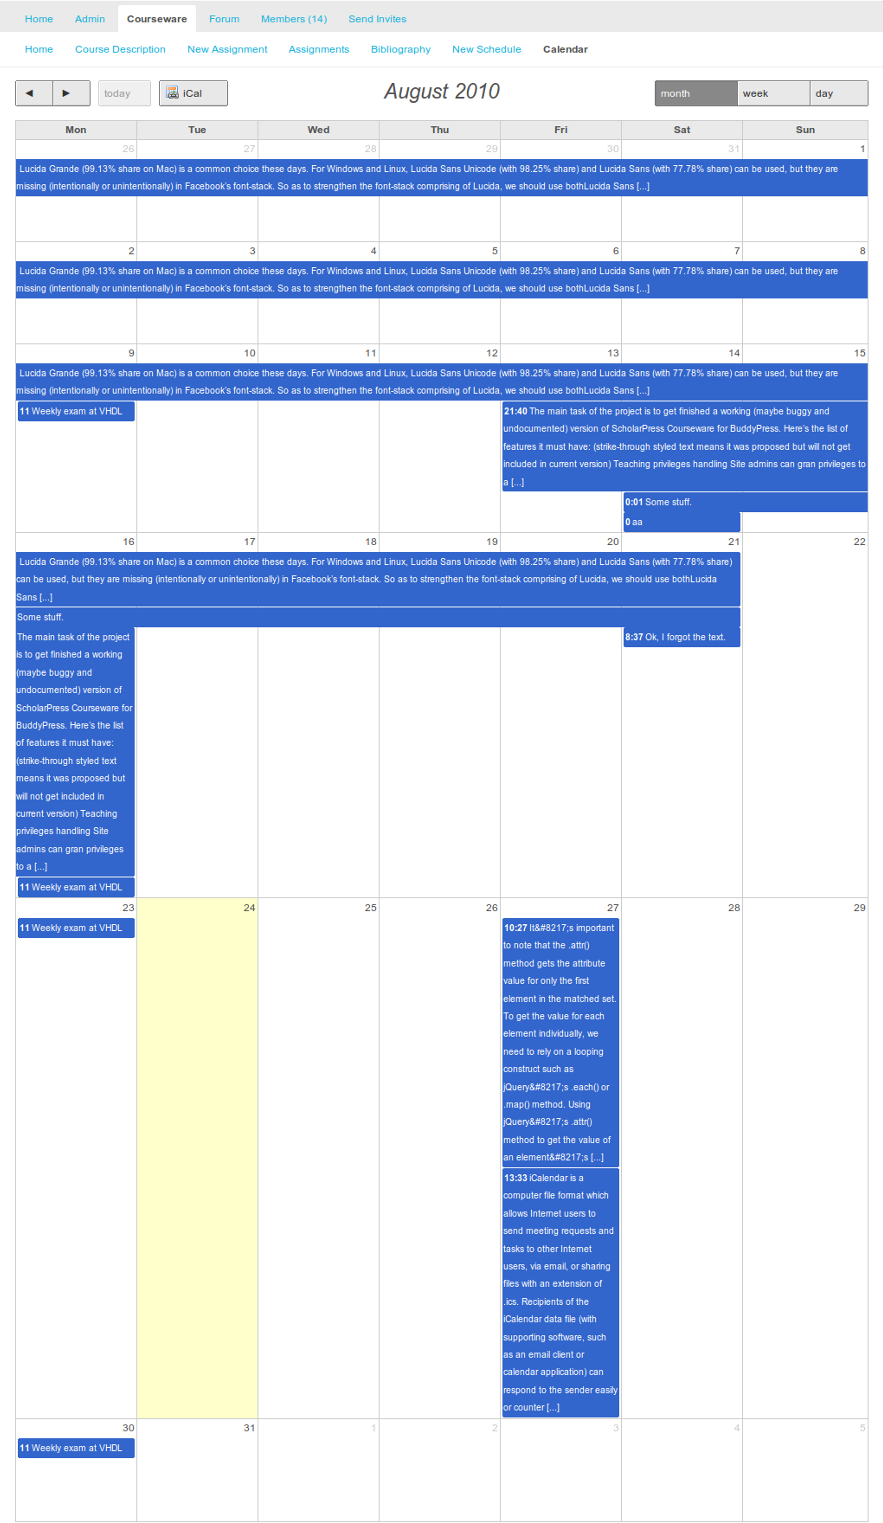 Home Admin Courseware Forum Members (14) Send Invites
Home Course Description New Assignment Assignments Bibliography New Schedule Calendar
◄ ► today iCal August 2010 month week day
Mon Tue Wed Thu Fri Sat Sun
26 27 28 29 30 31 1
Lucida Grande (99.13% share on Mac) is a common choice these days. For Windows and Linux, Lucida Sans Unicode (with 98.25% share) and Lucida Sans (with 77.78% share) can be used, but they are
missing (intentionally or unintentionally) in Facebook's font-stack. So as to strengthen the font-stack comprising of Lucida, we should use bothLucida Sans [...]
2 3 4 5 6 7 8
Lucida Grande (99.13% share on Mac) is a common choice these days. For Windows and Linux, Lucida Sans Unicode (with 98.25% share) and Lucida Sans (with 77.78% share) can be used, but they are
missing (intentionally or unintentionally) in Facebook's font-stack. So as to strengthen the font-stack comprising of Lucida, we should use bothLucida Sans [...]
9 10 11 12 13 14 15
Lucida Grande (99.13% share on Mac) is a common choice these days. For Windows and Linux, Lucida Sans Unicode (with 98.25% share) and Lucida Sans (with 77.78% share) can be used, but they are
missing (intentionally or unintentionally) in Facebook's font-stack. So as to strengthen the font-stack comprising of Lucida, we should use bothLucida Sans [...]
11 Weekly exam at VHDL
21:40 The main task of the project is to get finished a working (maybe buggy and
undocumented) version of ScholarPress Courseware for BuddyPress. Here's the list of
features it must have: (strike-through styled text means it was proposed but will not get
included in current version) Teaching privileges handling Site admins can gran privileges to
a [...]
0:01 Some stuff.
0 aa
16 17 18 19 20 21 22
Lucida Grande (99.13% share on Mac) is a common choice these days. For Windows and Linux, Lucida Sans Unicode (with 98.25% share) and Lucida Sans (with 77.78% share)
can be used, but they are missing (intentionally or unintentionally) in Facebook's font-stack. So as to strengthen the font-stack comprising of Lucida, we should use bothLucida
Sans [...]
Some stuff.
The main task of the project
is to get finished a working
(maybe buggy and
undocumented) version of
ScholarPress Courseware for
BuddyPress. Here's the list
of features it must have:
(strike-through styled text
means it was proposed but
will not get included in
current version) Teaching
privileges handling Site
admins can gran privileges
to a [...]
8:37 Ok, I forgot the text.
11 Weekly exam at VHDL
23 24 25 26 27 28 29
11 Weekly exam at VHDL
10:27 It&#8217;s important
to note that the .attr()
method gets the attribute
value for only the first
element in the matched set.
To get the value for each
element individually, we
need to rely on a looping
construct such as
jQuery&#8217;s .each() or
.map() method. Using
jQuery&#8217;s .attr()
method to get the value of
an element&#8217;s [...]
13:33 iCalendar is a
computer file format which
allows Internet users to
send meeting requests and
tasks to other Internet
users, via email, or sharing
files with an extension of
.ics. Recipients of the
iCalendar data file (with
supporting software, such
as an email client or
calendar application) can
respond to the sender easily
or counter [...]
30 31 1 2 3 4 5
11 Weekly exam at VHDL